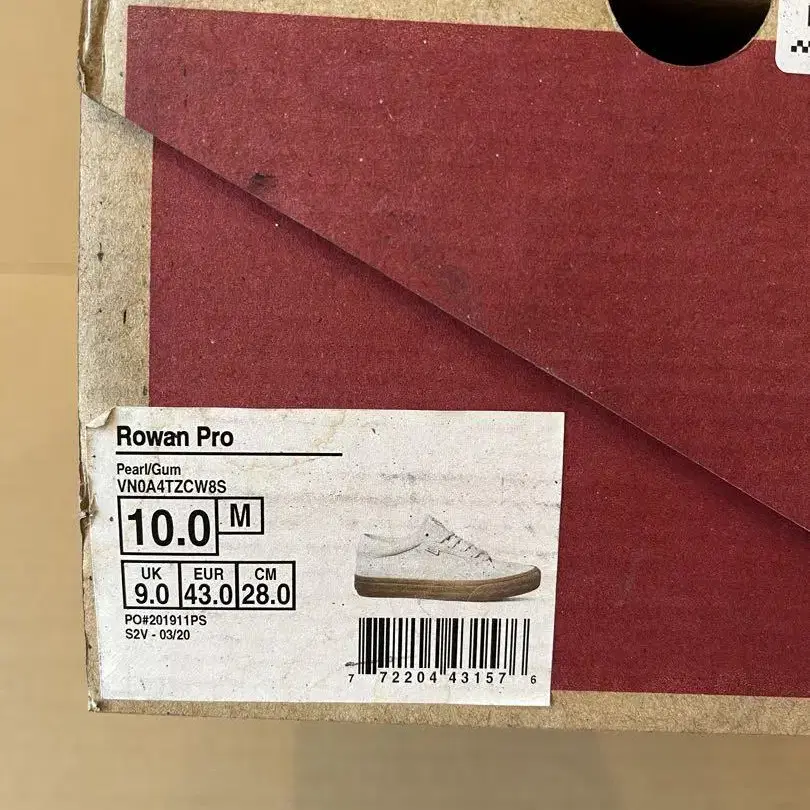 Rowan Pro
Pearl/Gum
VN0A4TZCW8S
10.0 M
UK EUR CM
9.0 43.0 28.0
PO#201911PS
S2V - 03/20
7 72204 43157 6